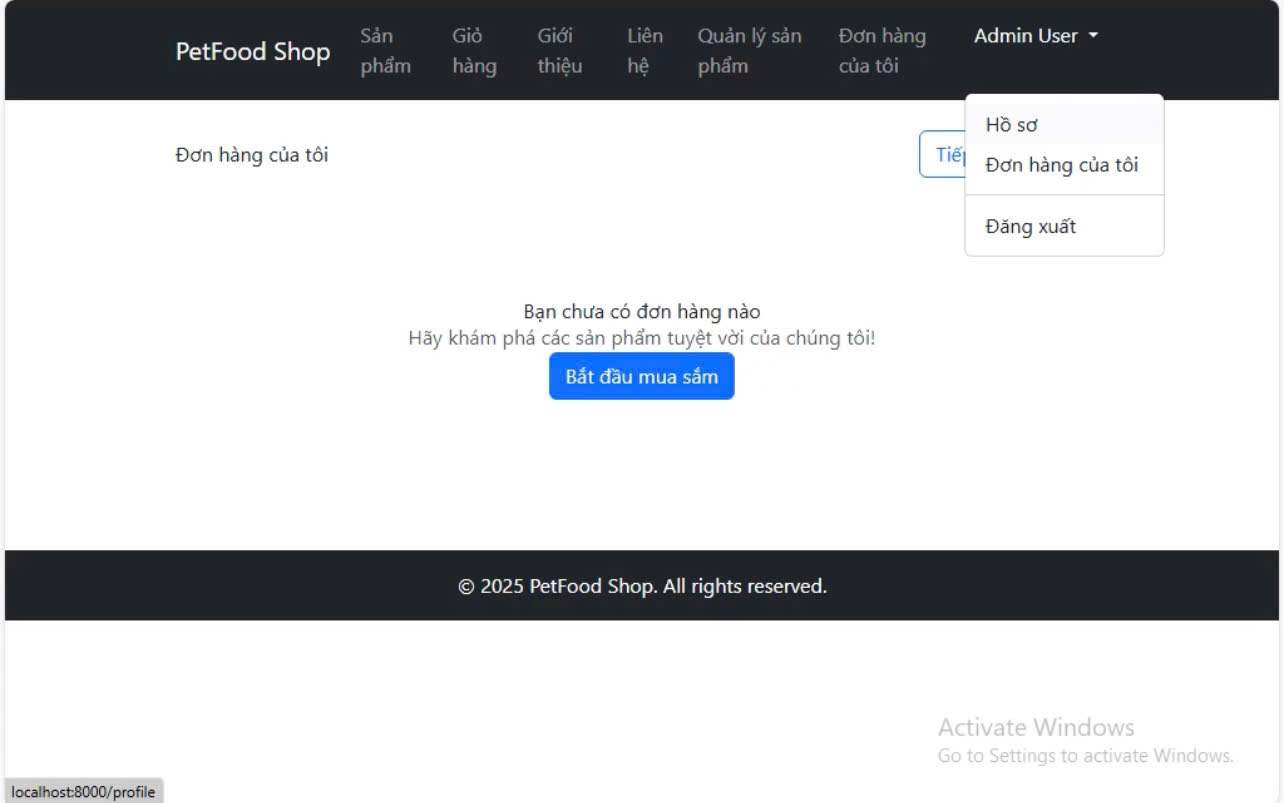 PetFood Shop
Sản
phẩm
Giỏ
hàng
Giới
thiệu
Liên
hệ
Quản lý sản
phẩm
Đơn hàng
của tôi
Admin User
Hồ sơ
Đơn hàng của tôi
Đăng xuất
Đơn hàng của tôi
Bạn chưa có đơn hàng nào
Hãy khám phá các sản phẩm tuyệt vời của chúng tôi!
Bắt đầu mua sắm
© 2025 PetFood Shop. All rights reserved.
Activate Windows
Go to Settings to activate Windows.
localhost:8000/profile